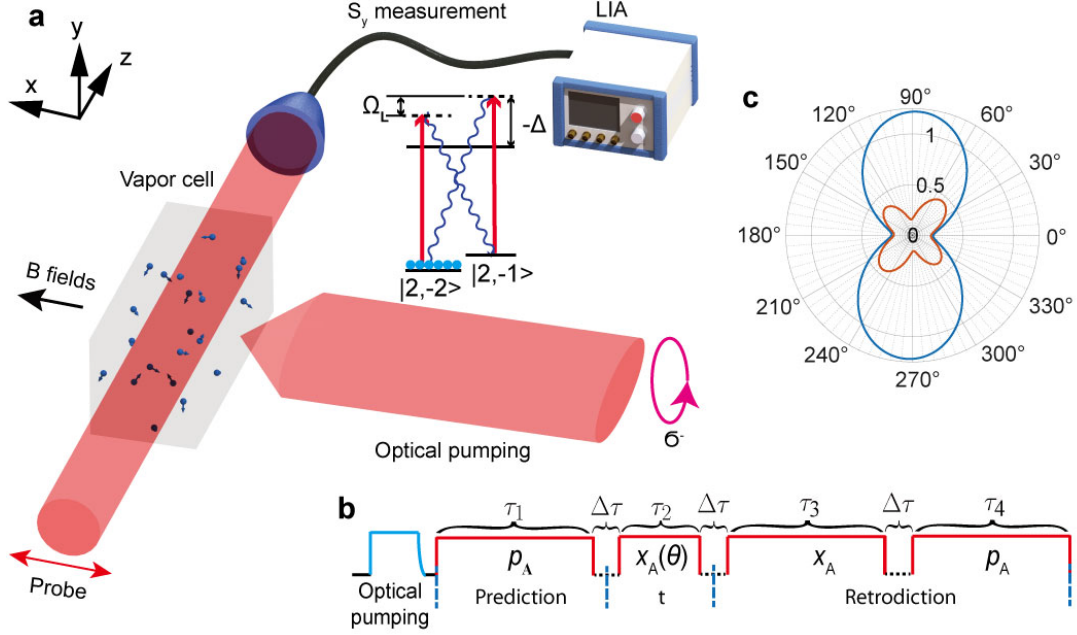 a
y
z
x
S_y measurement
LIA
Ω_L
-Δ
|2,-2>
|2,-1>
Vapor cell
B fields
Optical pumping
σ-
Probe
c
90°
120°
60°
150°
30°
180°
0°
210°
330°
240°
300°
270°
1
0.5
0
b
τ1 Δτ τ2 Δτ τ3 Δτ τ4
p_A x_A(θ) x_A p_A
Optical
pumping
Prediction t Retrodiction